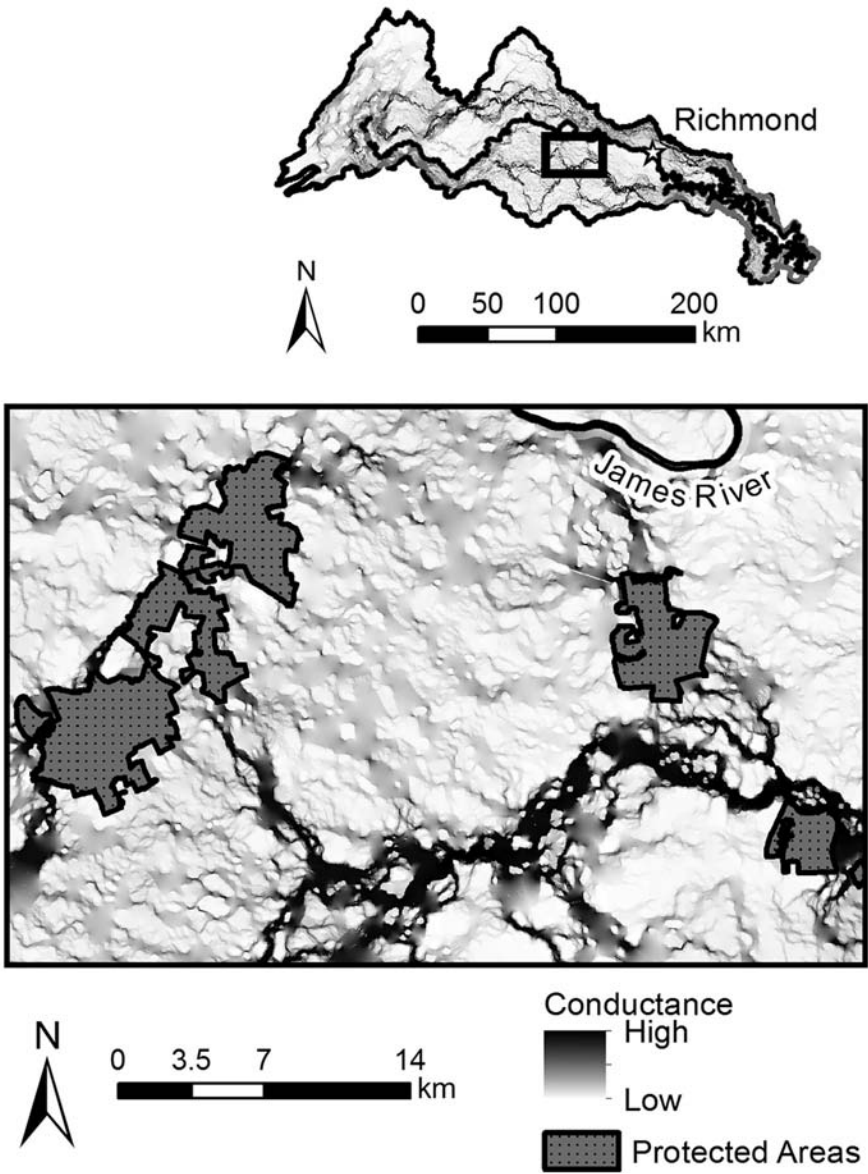 Richmond
N
0 50 100 200
km
James River
N
0 3.5 7 14
km
Conductance
High
Low
Protected Areas